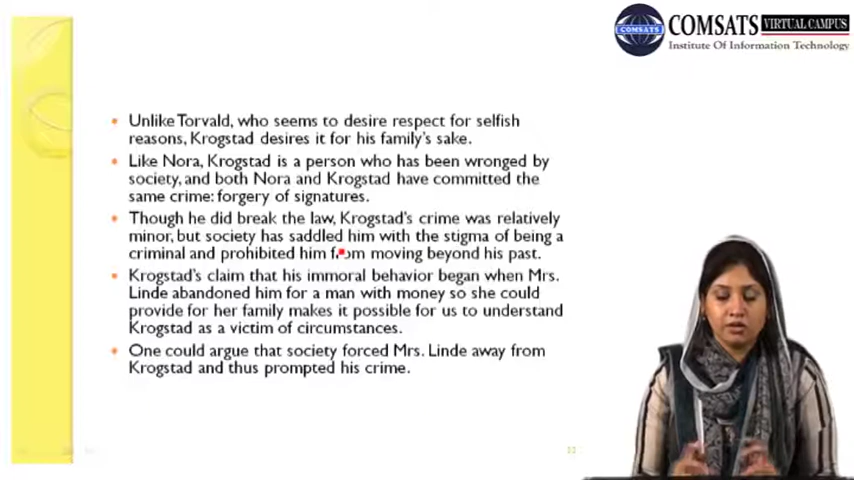 COMSATS VIRTUAL CAMPUS
COMSATS
Institute Of Information Technology
Unlike Torvald, who seems to desire respect for selfish
reasons, Krogstad desires it for his family's sake.
Like Nora, Krogstad is a person who has been wronged by
society, and both Nora and Krogstad have committed the
same crime: forgery of signatures.
Though he did break the law, Krogstad's crime was relatively
minor, but society has saddled him with the stigma of being a
criminal and prohibited him from moving beyond his past.
Krogstad's claim that his immoral behavior began when Mrs.
Linde abandoned him for a man with money so she could
provide for her family makes it possible for us to understand
Krogstad as a victim of circumstances.
One could argue that society forced Mrs. Linde away from
Krogstad and thus prompted his crime.